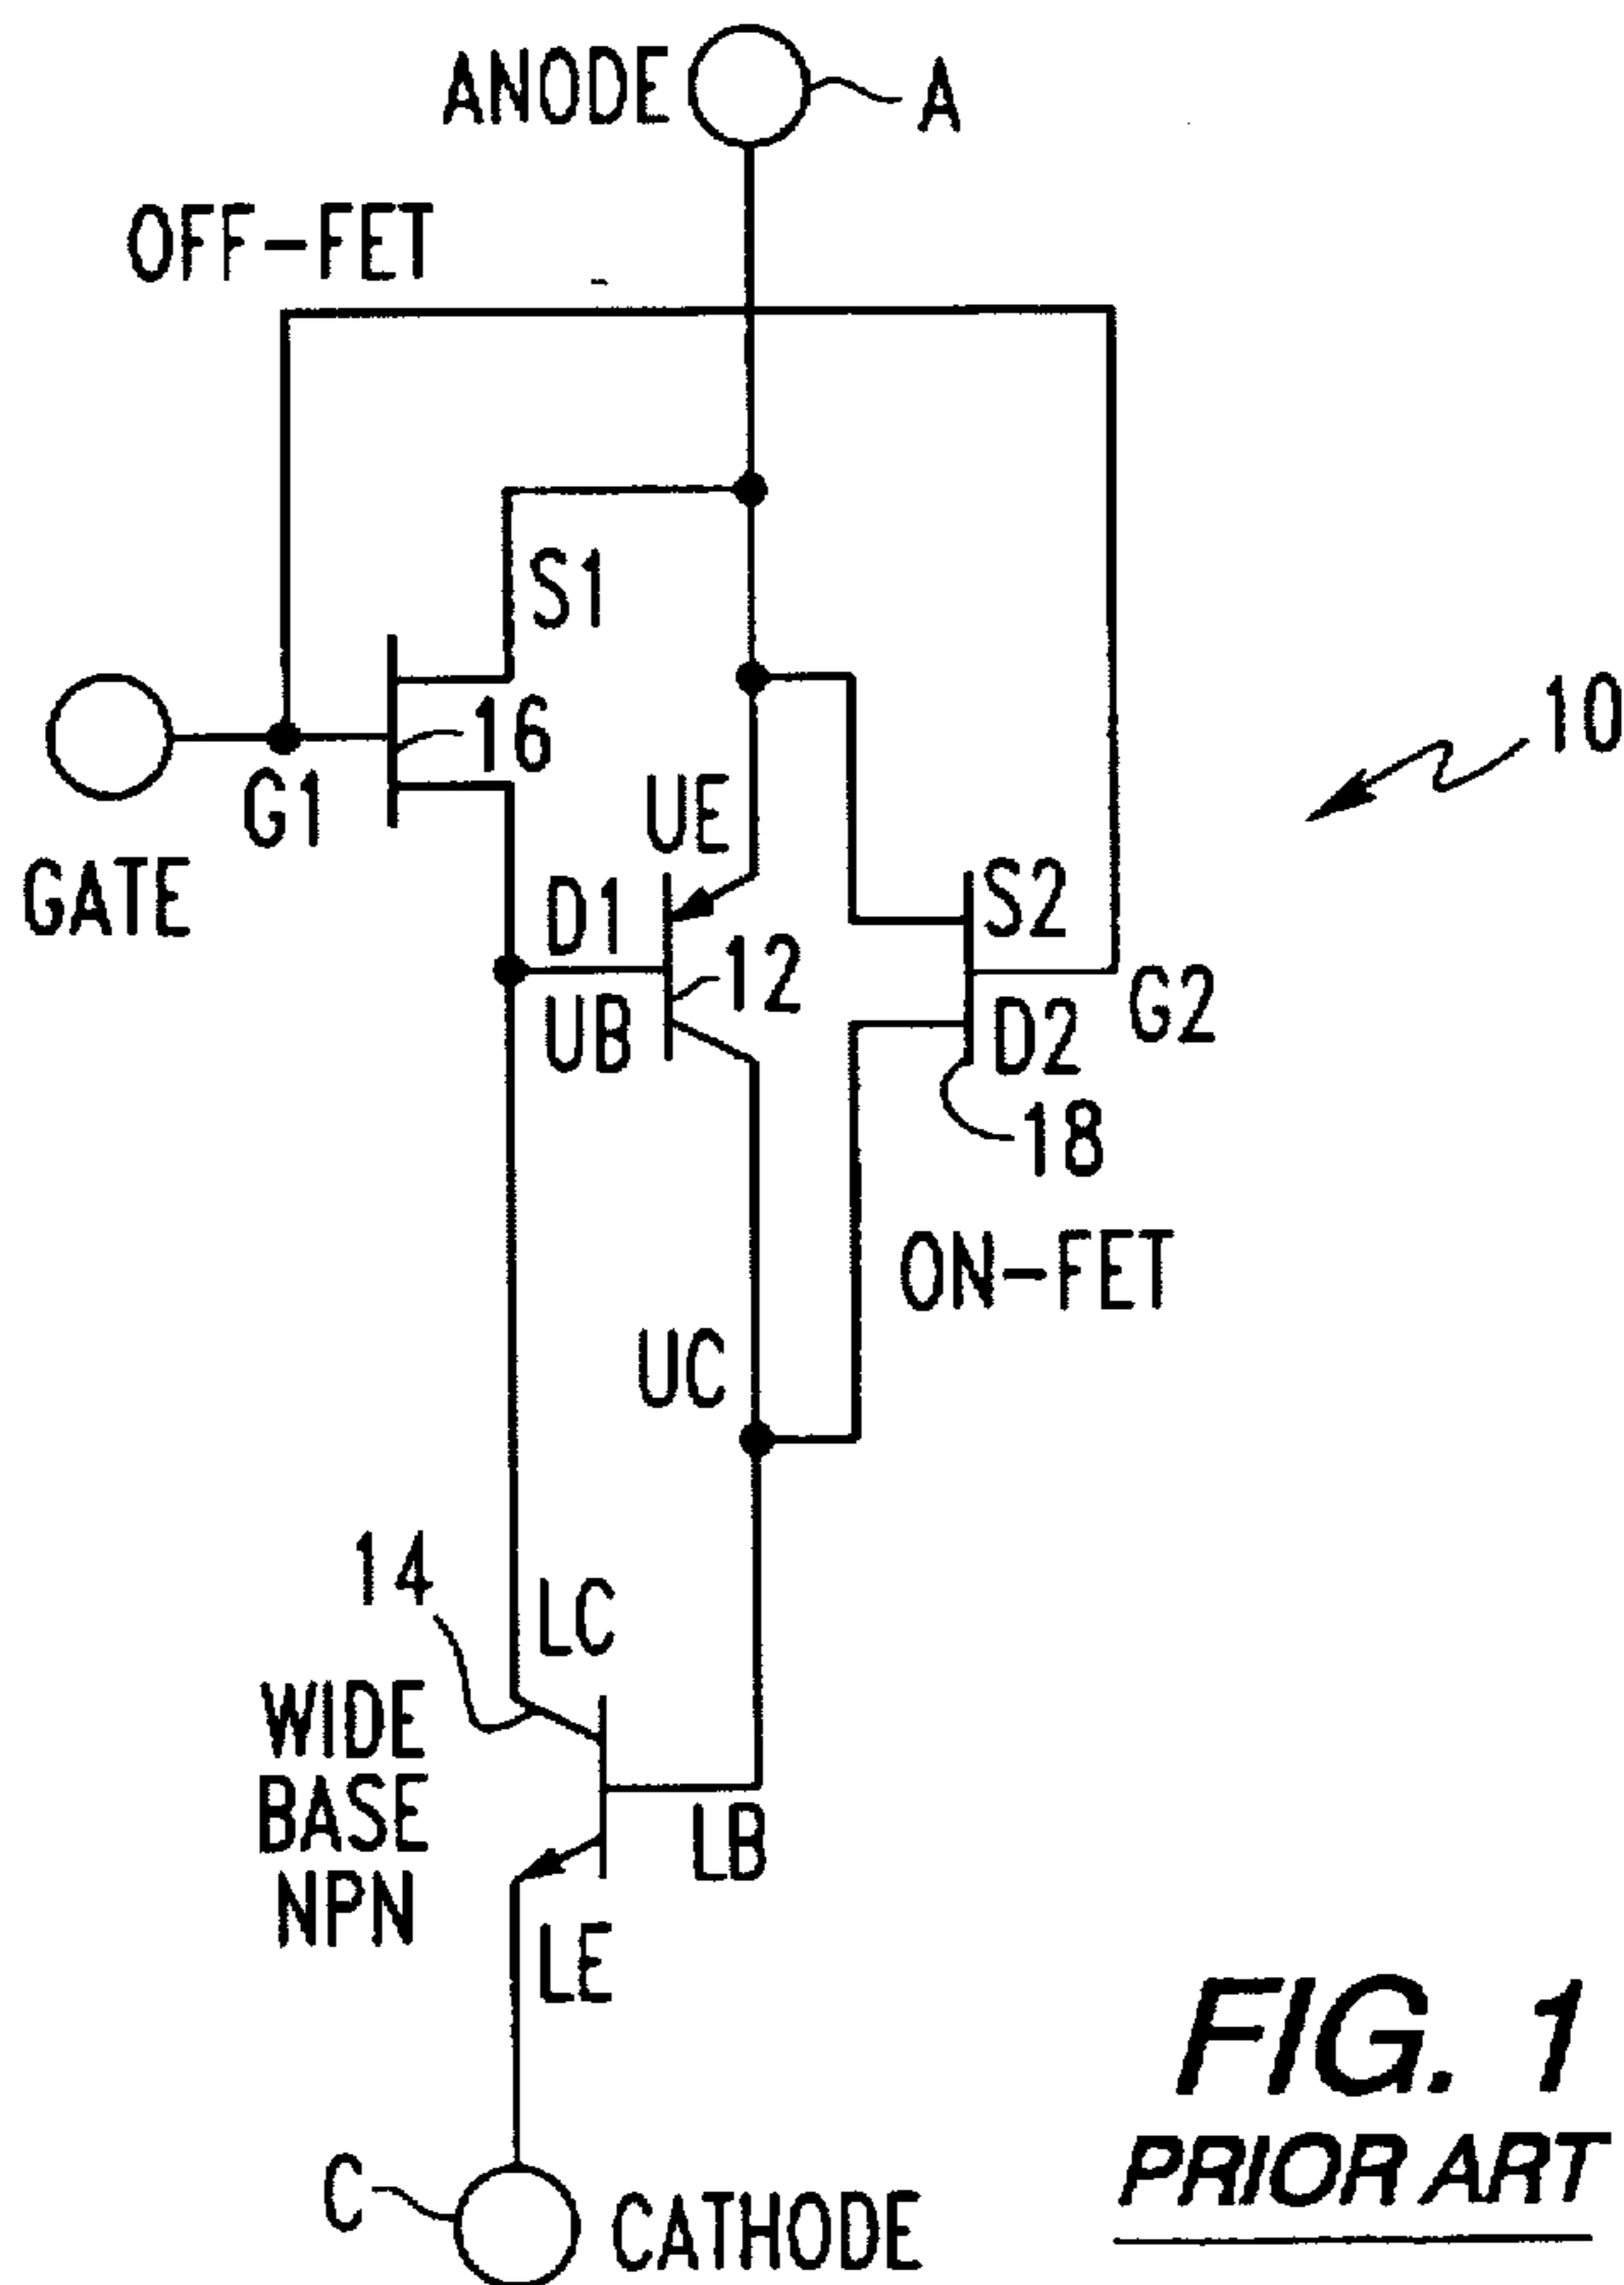 ANODE
A
OFF-FET
S1
16
10
G1
UE
GATE
D1
S2
12
G2
UB
D2
18
ON-FET
UC
14
LC
WIDE
BASE
NPN
LB
LE
FIG. 1
PRIOR ART
C
CATHODE